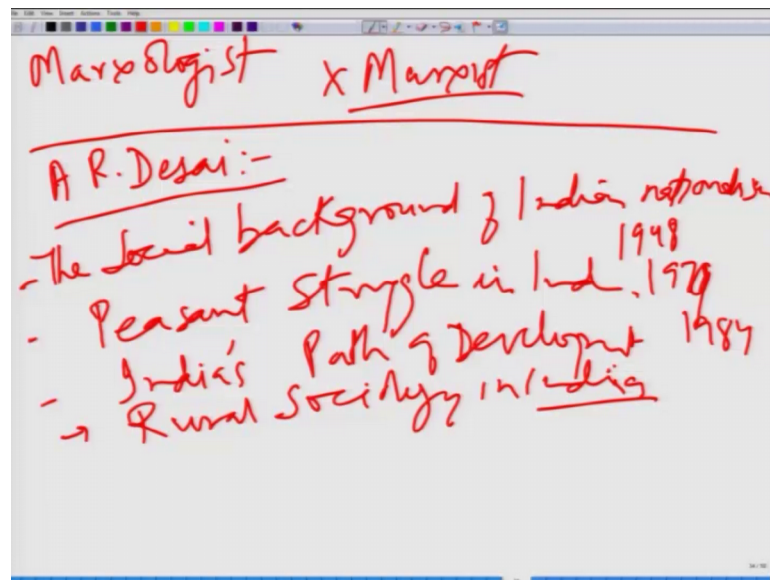 Marxologist x Marxist
A R. Desai:-
- The Social background of Indian nationalism
1948
- Peasant Struggle in Ind. 1979
- India's Path of Development 1984
→ Rural Sociology in India